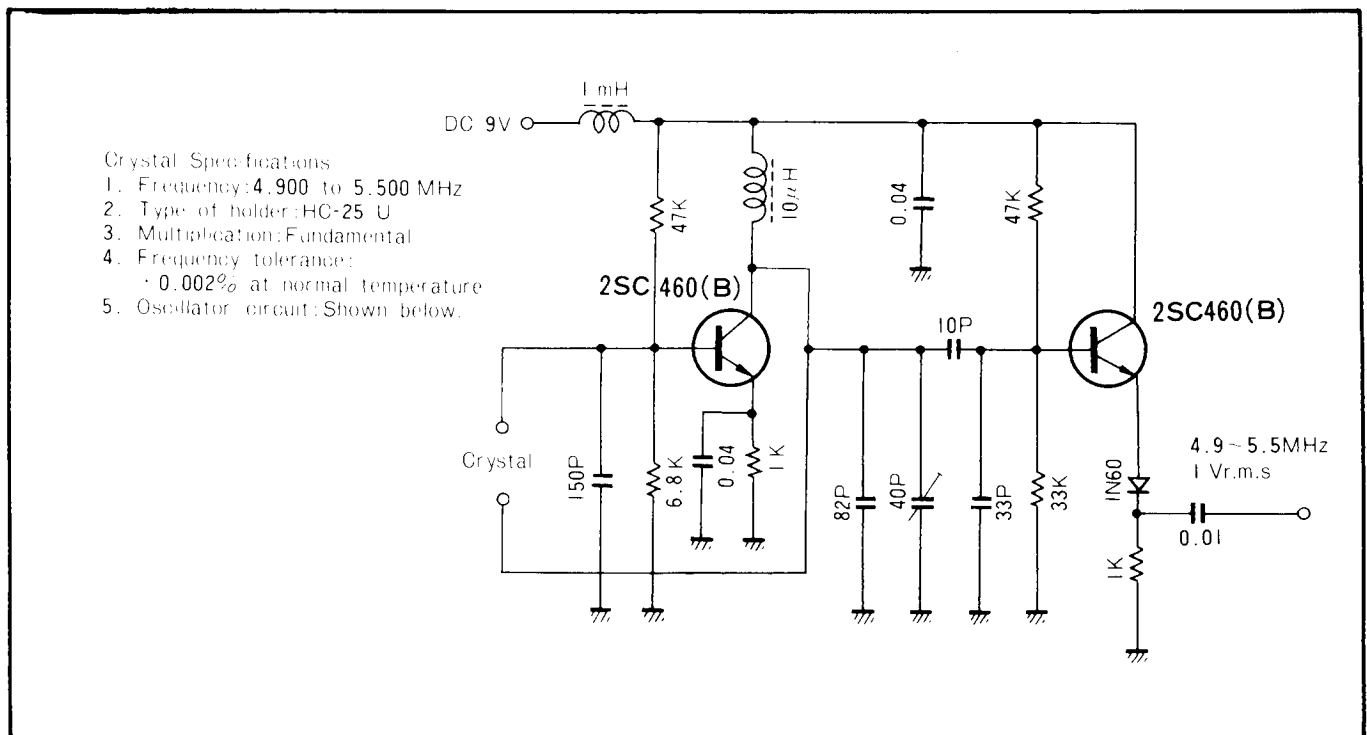 1 mH
DC 9V
Crystal Specifications
1. Frequency: 4.900 to 5.500 MHz
2. Type of holder: HC-25 U
3. Multiplication: Fundamental
4. Frequency tolerance:
0.002% at normal temperature
5. Oscillator circuit: Shown below.
47K
10μH
0.04
47K
2SC460(B)
2SC460(B)
10P
Crystal
150P
6.8K
0.04
1K
82P
40P
33P
33K
1N60
4.9~5.5MHz
1 Vr.m.s
0.01
1K